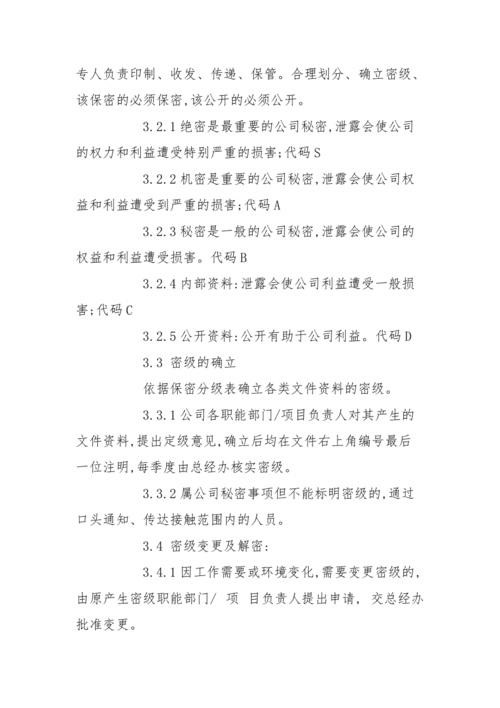 专人负责印制、收发、传递、保管。合理划分、确立密级、
该保密的必须保密,该公开的必须公开。
3.2.1绝密是最重要的公司秘密,泄露会使公司
的权力和利益遭受特别严重的损害;代码S
3.2.2机密是重要的公司秘密,泄露会使公司权
益和利益遭受到严重的损害;代码A
3.2.3秘密是一般的公司秘密,泄露会使公司的
权益和利益遭受损害。代码B
3.2.4内部资料:泄露会使公司利益遭受一般损
害;代码C
3.2.5公开资料:公开有助于公司利益。代码D
3.3 密级的确立
依据保密分级表确立各类文件资料的密级。
3.3.1公司各职能部门/项目负责人对其产生的
文件资料,提出定级意见,确立后均在文件右上角编号最后
一位注明,每季度由总经办核实密级。
3.3.2属公司秘密事项但不能标明密级的,通过
口头通知、传达接触范围内的人员。
3.4 密级变更及解密:
3.4.1因工作需要或环境变化,需要变更密级的,
由原产生密级职能部门/ 项 目负责人提出申请, 交总经办
批准变更。